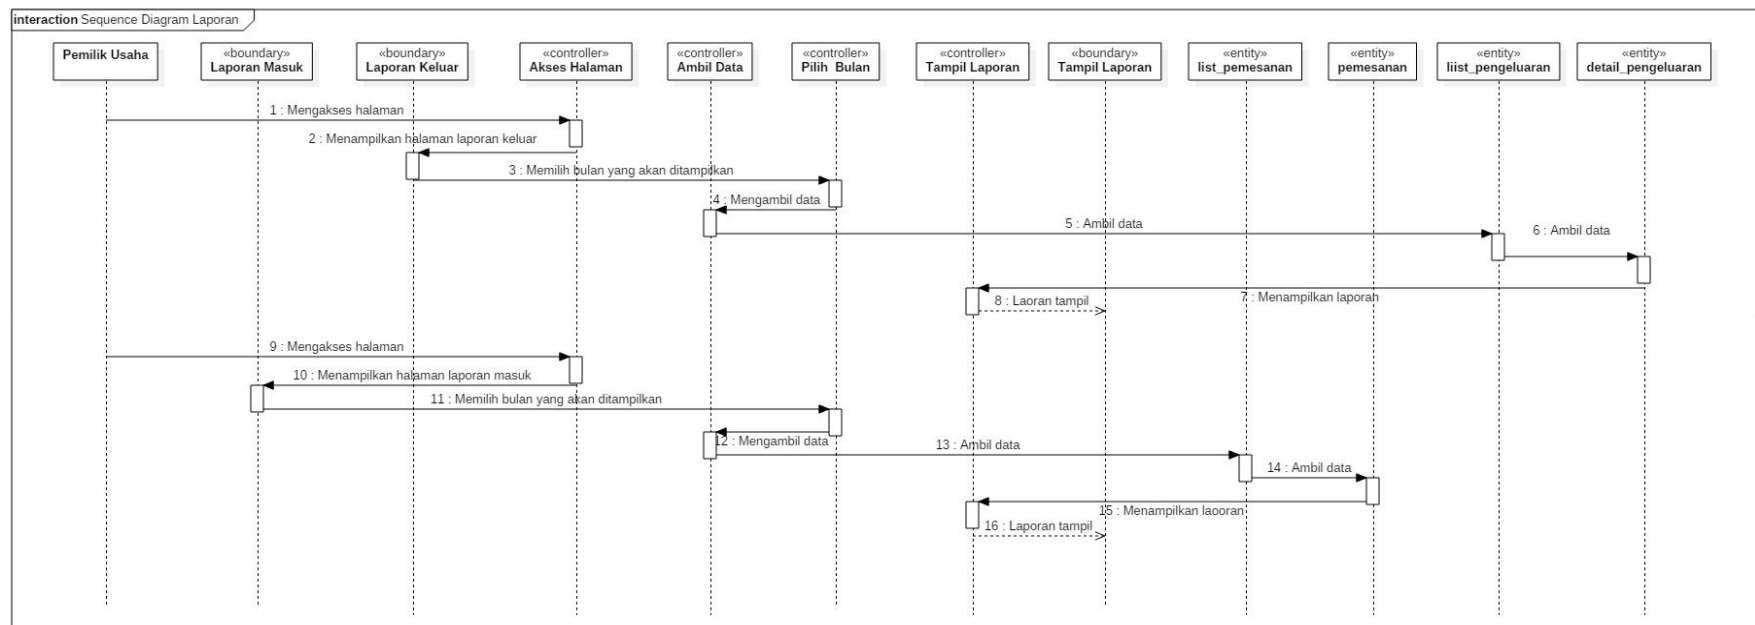 interaction Sequence Diagram Laporan
Pemilik Usaha
«boundary»
Laporan Masuk
«boundary»
Laporan Keluar
«controller»
Akses Halaman
«controller»
Ambil Data
«controller»
Pilih Bulan
«controller»
Tampil Laporan
«boundary»
Tampil Laporan
«entity»
list_pemesanan
«entity»
pemesanan
«entity»
liist_pengeluaran
«entity»
detail_pengeluaran
1 : Mengakses halaman
2 : Menampilkan halaman laporan keluar
3 : Memilih bulan yang akan ditampilkan
4 : Mengambil data
5 : Ambil data
6 : Ambil data
7 : Menampilkan laporan
8 : Laoran tampil
9 : Mengakses halaman
10 : Menampilkan halaman laporan masuk
11 : Memilih bulan yang akan ditampilkan
12 : Mengambil data
13 : Ambil data
14 : Ambil data
15 : Menampilkan laooran
16 : Laporan tampil